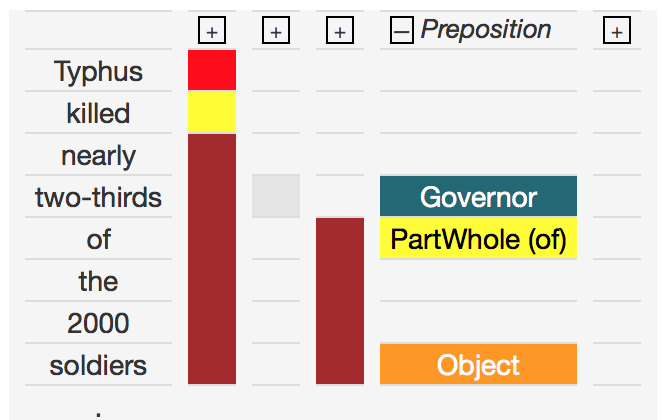 + + + – Preposition +
Typhus
killed
nearly
two-thirds Governor
of PartWhole (of)
the
2000
soldiers Object
.